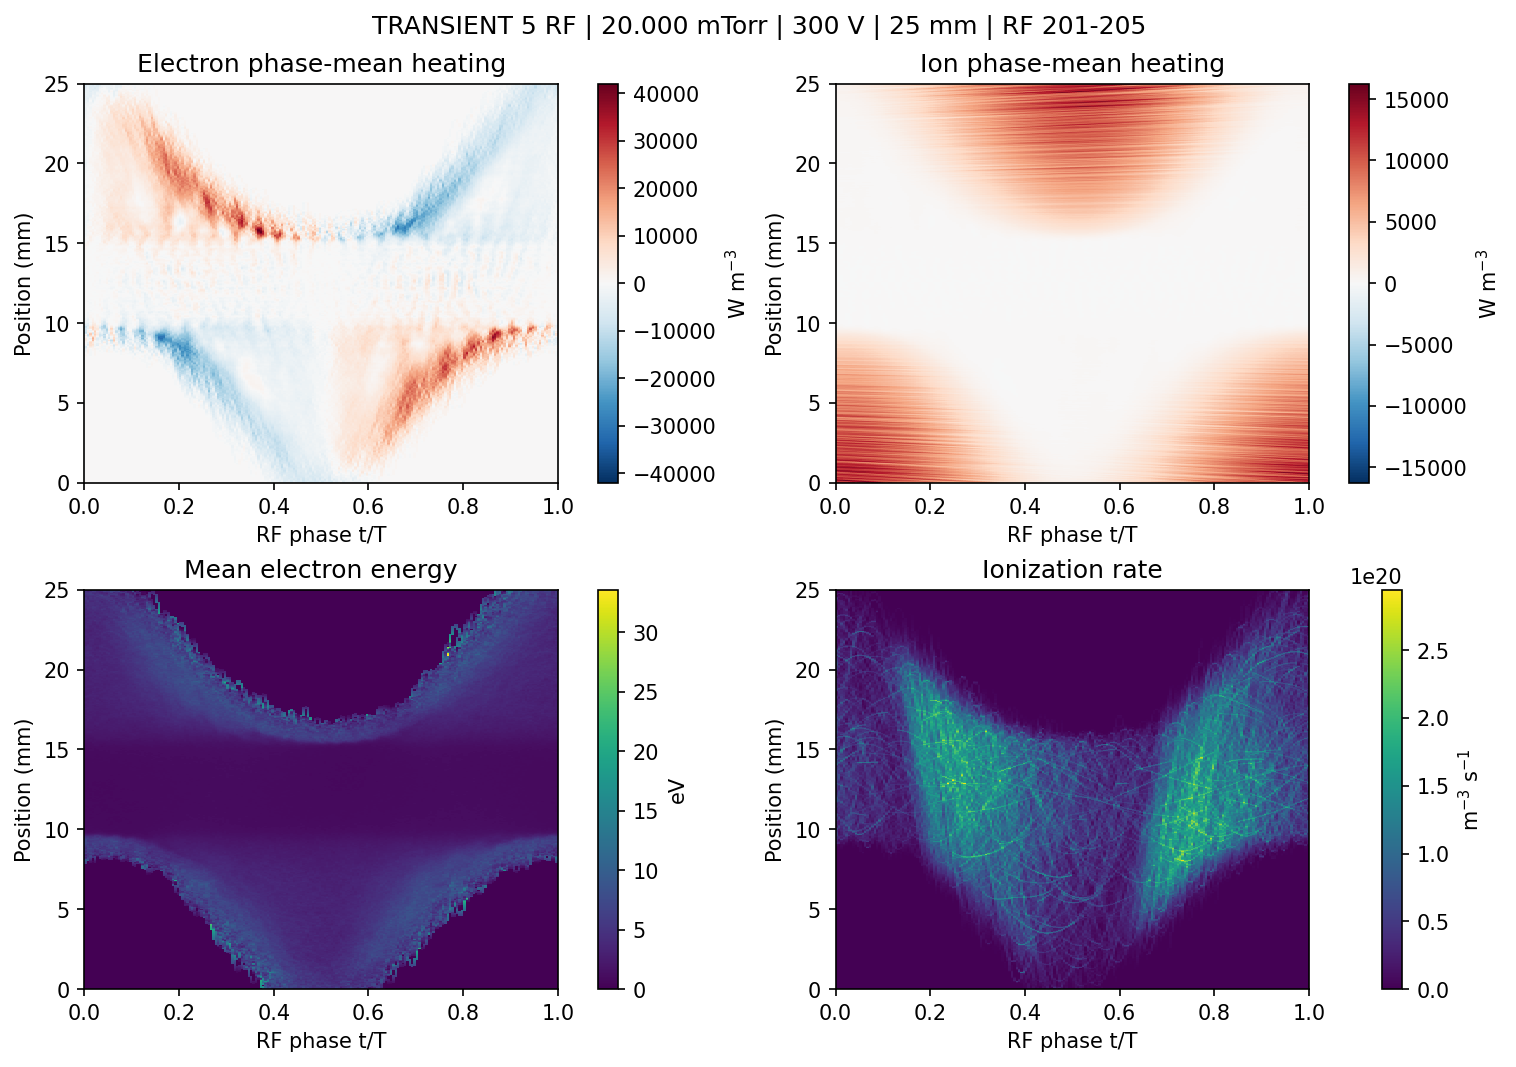 TRANSIENT 5 RF | 20.000 mTorr | 300 V | 25 mm | RF 201-205
Electron phase-mean heating
Position (mm)
25
20
15
10
5
0
0.0 0.2 0.4 0.6 0.8 1.0
RF phase t/T
40000
30000
20000
10000
0
−10000
−20000
−30000
−40000
W m⁻³
Ion phase-mean heating
Position (mm)
25
20
15
10
5
0
0.0 0.2 0.4 0.6 0.8 1.0
RF phase t/T
15000
10000
5000
0
−5000
−10000
−15000
W m⁻³
Mean electron energy
Position (mm)
25
20
15
10
5
0
0.0 0.2 0.4 0.6 0.8 1.0
RF phase t/T
30
25
20
15
10
5
0
eV
Ionization rate
Position (mm)
25
20
15
10
5
0
0.0 0.2 0.4 0.6 0.8 1.0
RF phase t/T
1e20
2.5
2.0
1.5
1.0
0.5
0.0
m⁻³ s⁻¹